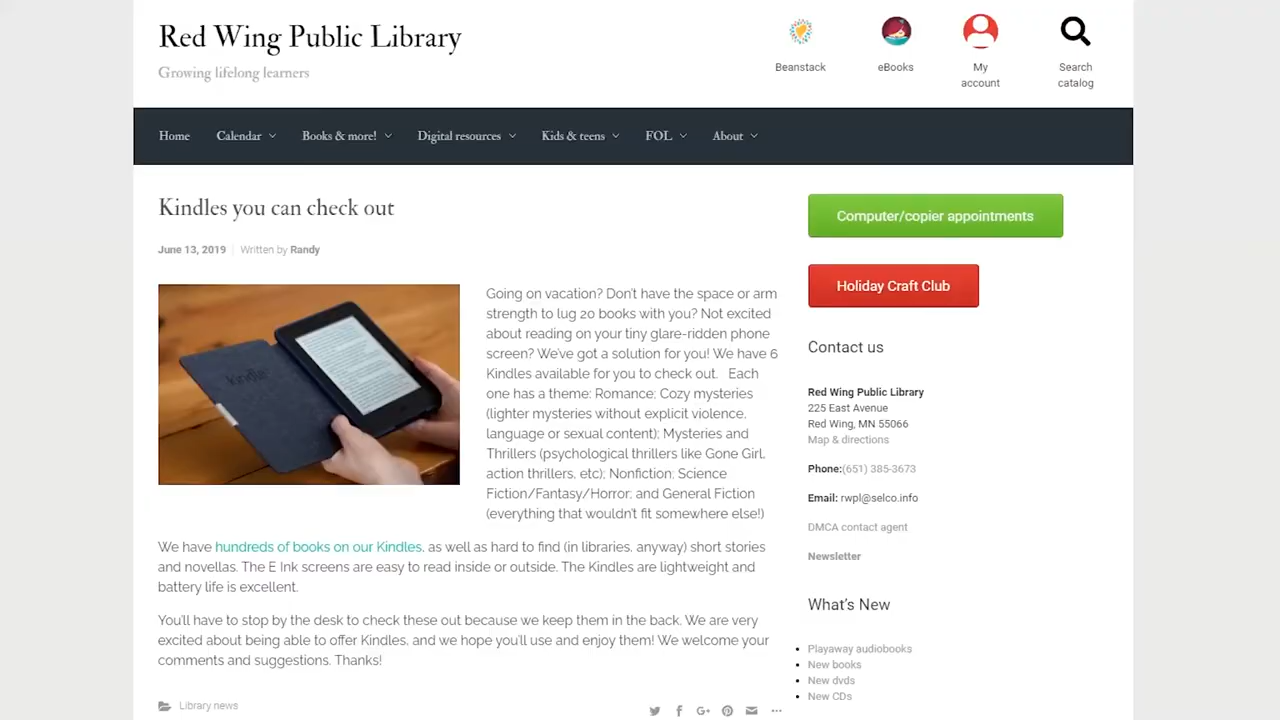 Red Wing Public Library
Growing lifelong learners
Beanstack
eBooks
My
account
Search
catalog
Home
Calendar
Books & more!
Digital resources
Kids & teens
FOL
About
Kindles you can check out
June 13, 2019
Written by Randy
kindle
Going on vacation? Don't have the space or arm
strength to lug 20 books with you? Not excited
about reading on your tiny glare-ridden phone
screen? We've got a solution for you! We have 6
Kindles available for you to check out. Each
one has a theme: Romance; Cozy mysteries
(lighter mysteries without explicit violence,
language or sexual content); Mysteries and
Thrillers (psychological thrillers like Gone Girl,
action thrillers, etc); Nonfiction; Science
Fiction/Fantasy/Horror; and General Fiction
(everything that wouldn't fit somewhere else!)
We have hundreds of books on our Kindles, as well as hard to find (in libraries, anyway) short stories
and novellas. The E Ink screens are easy to read inside or outside. The Kindles are lightweight and
battery life is excellent.
You'll have to stop by the desk to check these out because we keep them in the back. We are very
excited about being able to offer Kindles, and we hope you'll use and enjoy them! We welcome your
comments and suggestions. Thanks!
Library news
Computer/copier appointments
Holiday Craft Club
Contact us
Red Wing Public Library
225 East Avenue
Red Wing, MN 55066
Map & directions
Phone:(651) 385-3673
Email: rwpl@selco.info
DMCA contact agent
Newsletter
What's New
Playaway audiobooks
New books
New dvds
New CDs